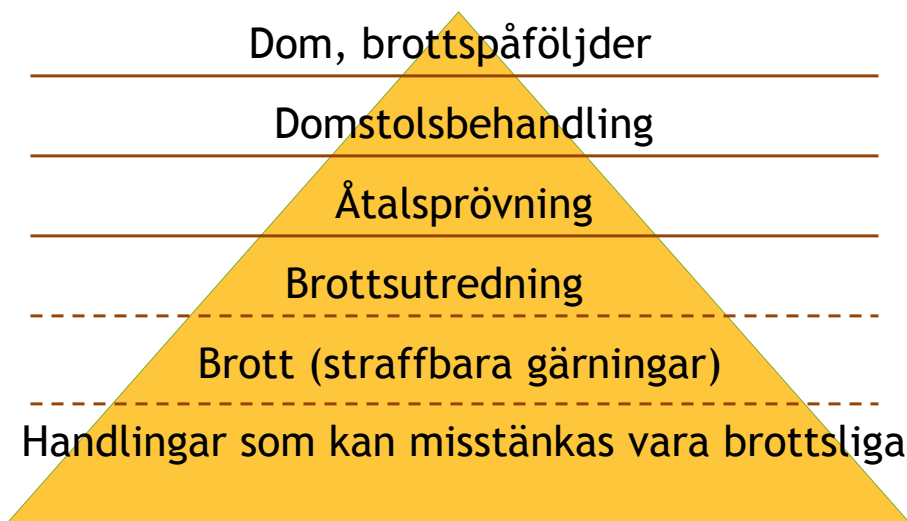 Dom, brottspåföljder
Domstolsbehandling
Åtalsprövning
Brottsutredning
Brott (straffbara gärningar)
Handlingar som kan misstänkas vara brottsliga